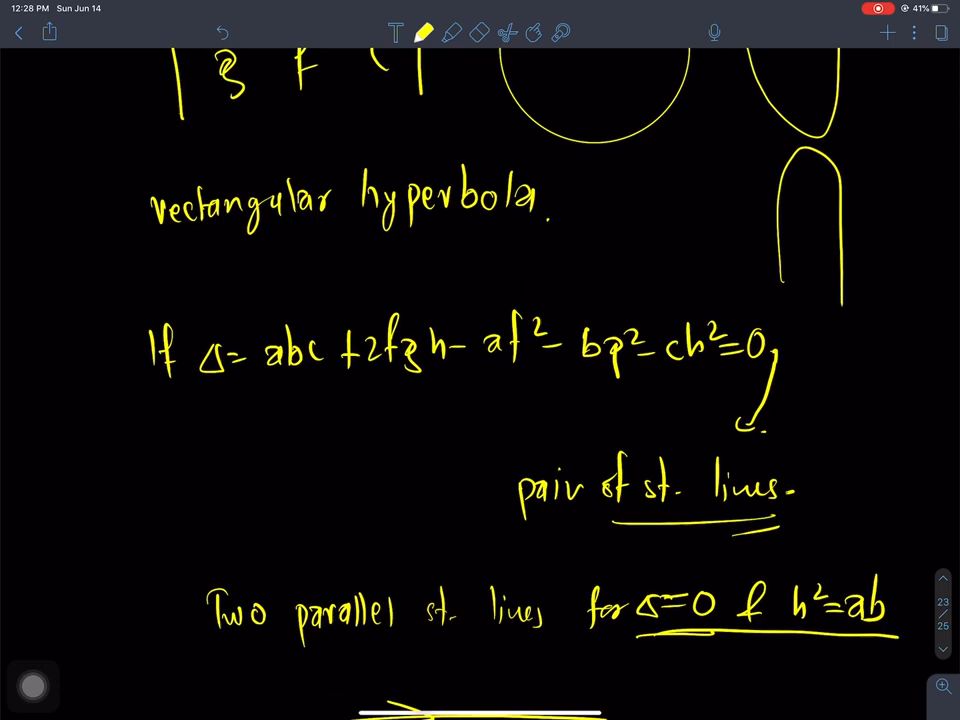 12:28 PM Sun Jun 14
41%
T
g f c
rectangular hyperbola.
If Δ= abc +2fgh- af²- bg²- ch²=0,
pair of st. lines.
Two parallel st. lines for Δ=0 & h²=ab
23
/
25